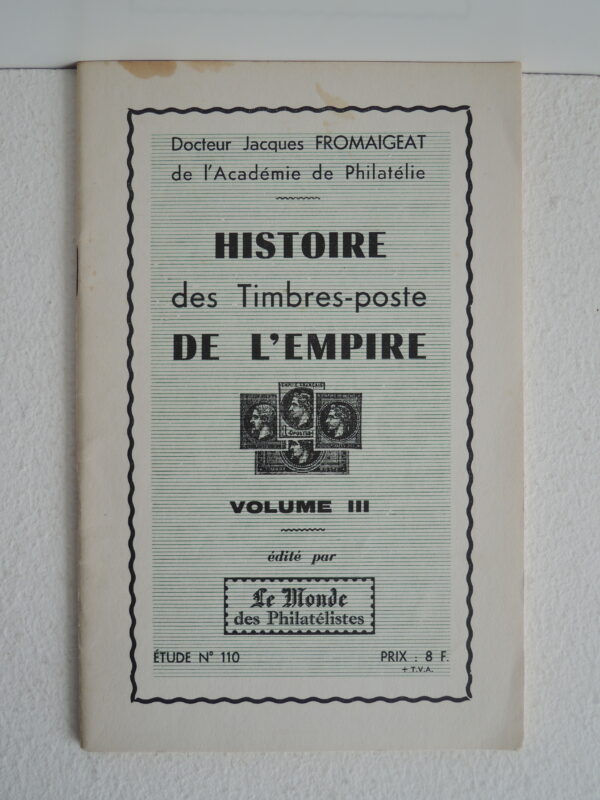 Docteur Jacques FROMAIGEAT
de l'Académie de Philatélie
HISTOIRE
des Timbres-poste
DE L'EMPIRE
VOLUME III
édité par
Le Monde
des Philatélistes
ÉTUDE N° 110
PRIX : 8 F.
+ T.V.A.